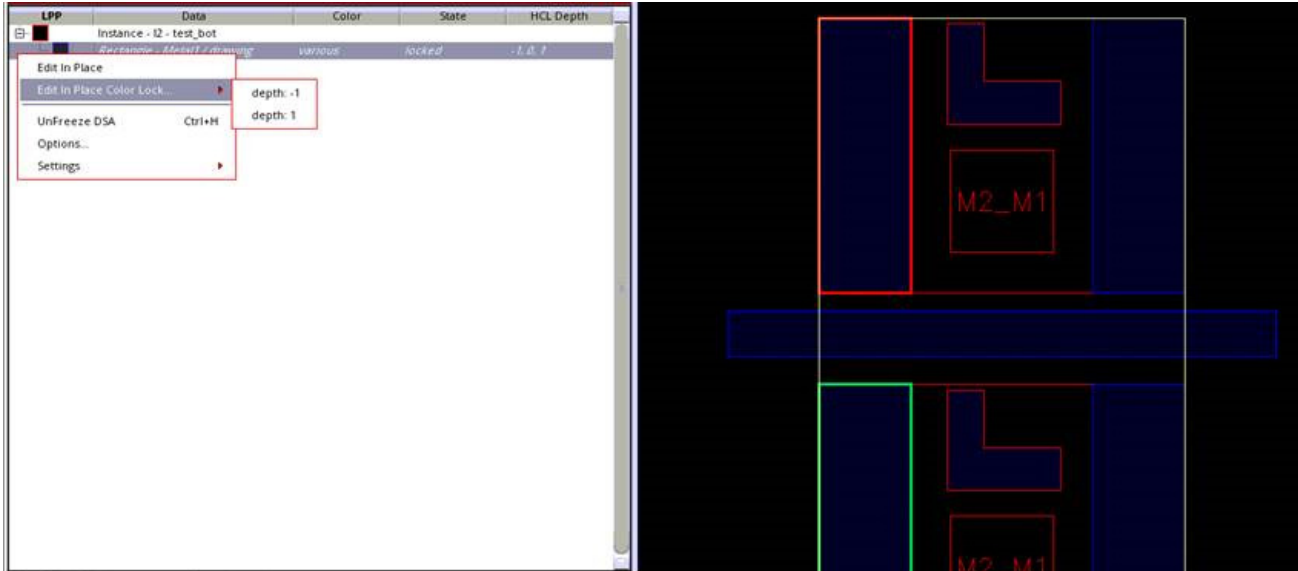 LPP Data Color State HCL Depth
Instance - I2 - test_bot
Rectangle - Metal1 / drawing various locked -1, 0, 1
Edit In Place
Edit In Place Color Lock... depth: -1
depth: 1
UnFreeze DSA Ctrl+H
Options...
Settings
M2_M1
M2_M1